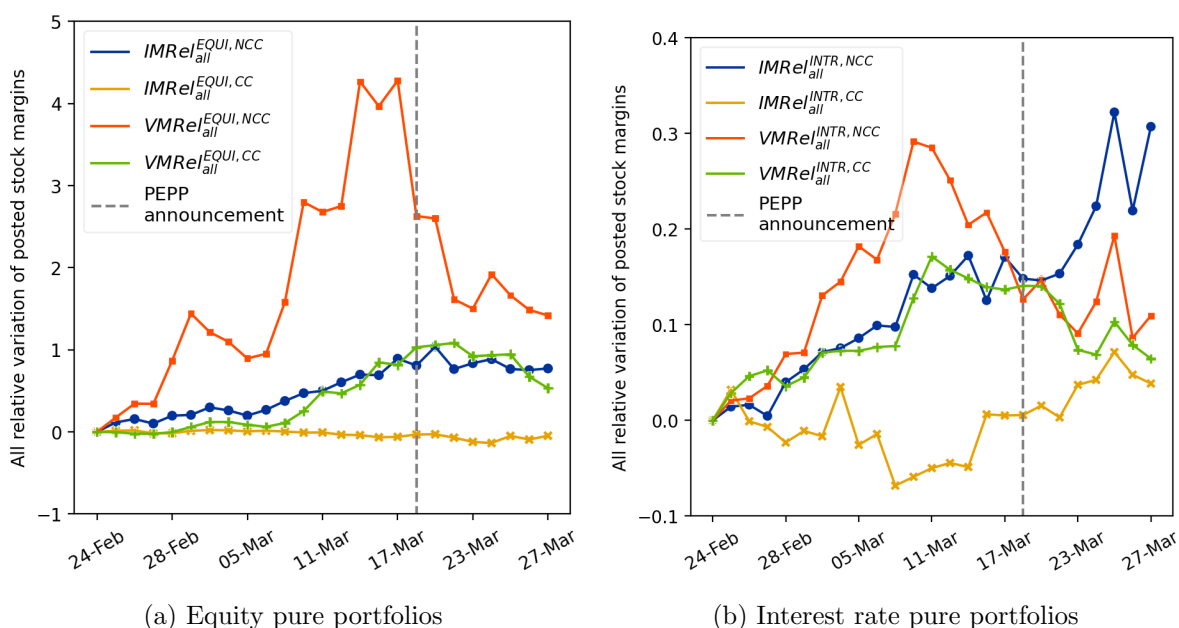 All relative variation of posted stock margins
5
4
3
2
1
0
−1
IMRel_all^EQUI,NCC
IMRel_all^EQUI,CC
VMRel_all^EQUI,NCC
VMRel_all^EQUI,CC
PEPP
announcement
24-Feb
28-Feb
05-Mar
11-Mar
17-Mar
23-Mar
27-Mar
(a) Equity pure portfolios
All relative variation of posted stock margins
0.4
0.3
0.2
0.1
0.0
−0.1
IMRel_all^INTR,NCC
IMRel_all^INTR,CC
VMRel_all^INTR,NCC
VMRel_all^INTR,CC
PEPP
announcement
24-Feb
28-Feb
05-Mar
11-Mar
17-Mar
23-Mar
27-Mar
(b) Interest rate pure portfolios